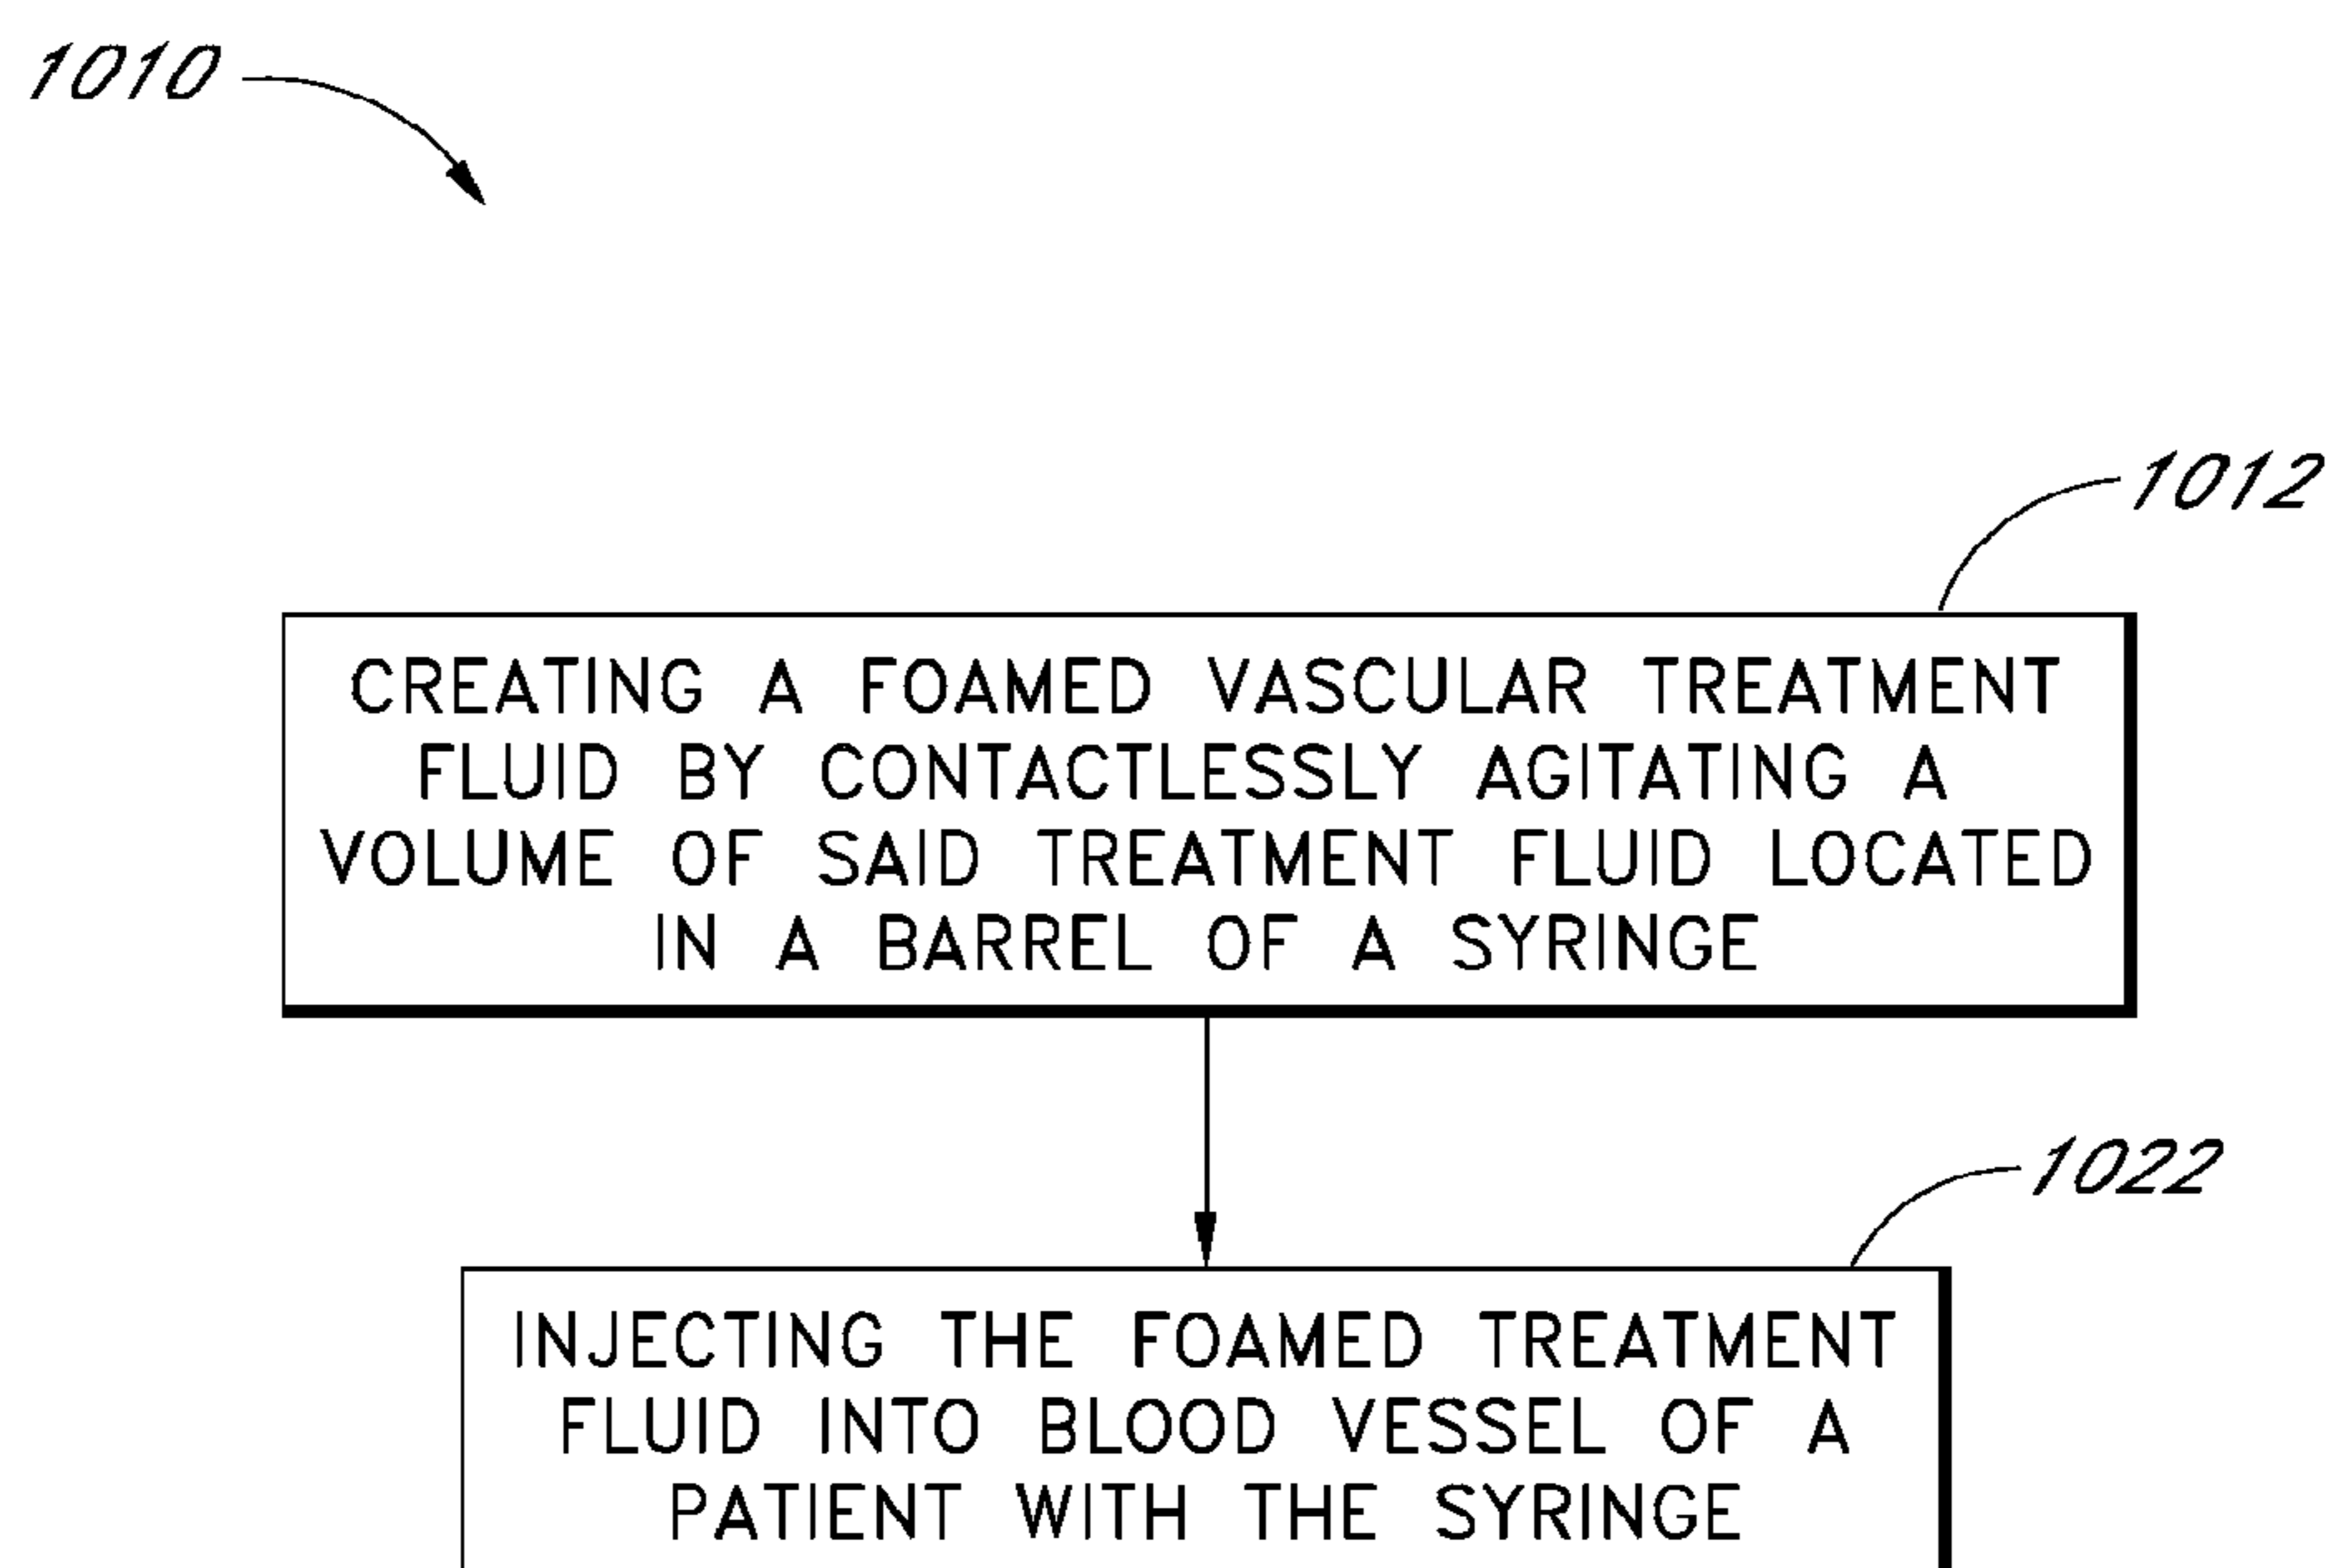 1010
1012
CREATING A FOAMED VASCULAR TREATMENT
FLUID BY CONTACTLESSLY AGITATING A
VOLUME OF SAID TREATMENT FLUID LOCATED
IN A BARREL OF A SYRINGE
1022
INJECTING THE FOAMED TREATMENT
FLUID INTO BLOOD VESSEL OF A
PATIENT WITH THE SYRINGE